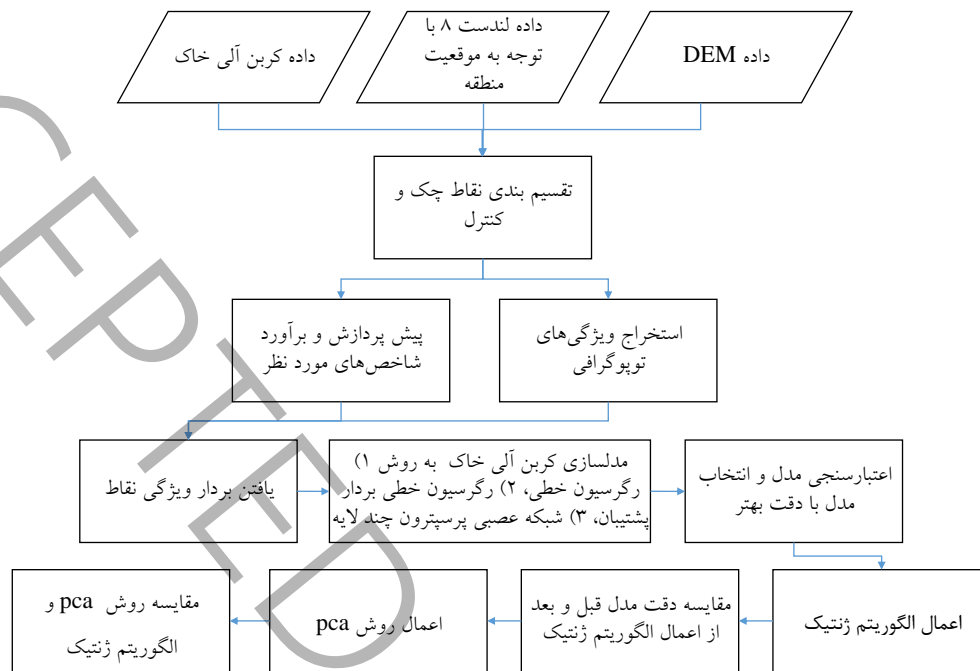 داده کربن آلی خاک
داده لندست ۸ با
توجه به موقعیت
منطقه
داده DEM
تقسیم بندی نقاط چک و
کنترل
پیش پردازش و برآورد
شاخص‌های مورد نظر
استخراج ویژگی‌های
توپوگرافی
یافتن بردار ویژگی نقاط
مدلسازی کربن آلی خاک به روش ۱)
رگرسیون خطی، ۲) رگرسیون خطی بردار
پشتیبان، ۳) شبکه عصبی پرسپترون چند لایه
اعتبارسنجی مدل و انتخاب
مدل با دقت بهتر
اعمال الگوریتم ژنتیک
مقایسه دقت مدل قبل و بعد
از اعمال الگوریتم ژنتیک
اعمال روش pca
مقایسه روش pca و
الگوریتم ژنتیک
CEPTED